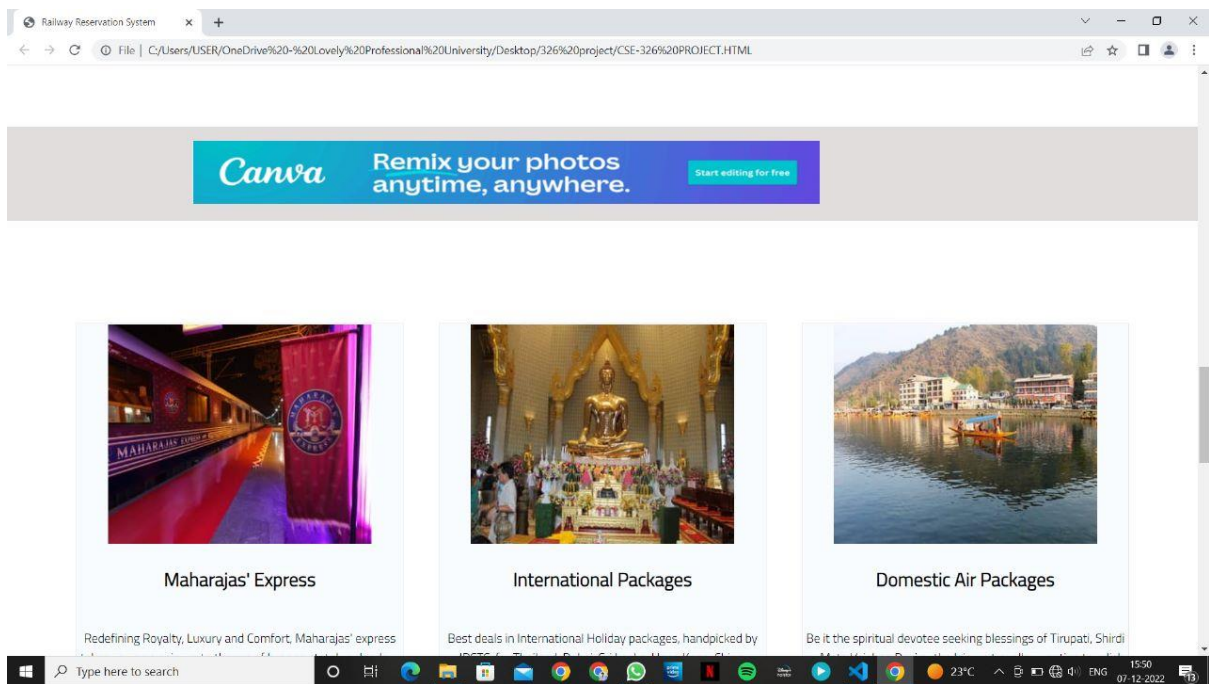 Railway Reservation System
File | C:/Users/USER/OneDrive%20-%20Lovely%20Professional%20University/Desktop/326%20project/CSE-326%20PROJECT.HTML
Canva
Remix your photos
anytime, anywhere.
Start editing for free
MAHARAJAS' EXPRESS
MAHARAJAS
EXPRESS
Maharajas' Express
International Packages
Domestic Air Packages
Redefining Royalty, Luxury and Comfort, Maharajas' express
Best deals in International Holiday packages, handpicked by
Be it the spiritual devotee seeking blessings of Tirupati, Shirdi
Type here to search
23°C
ENG
15:50
07-12-2022